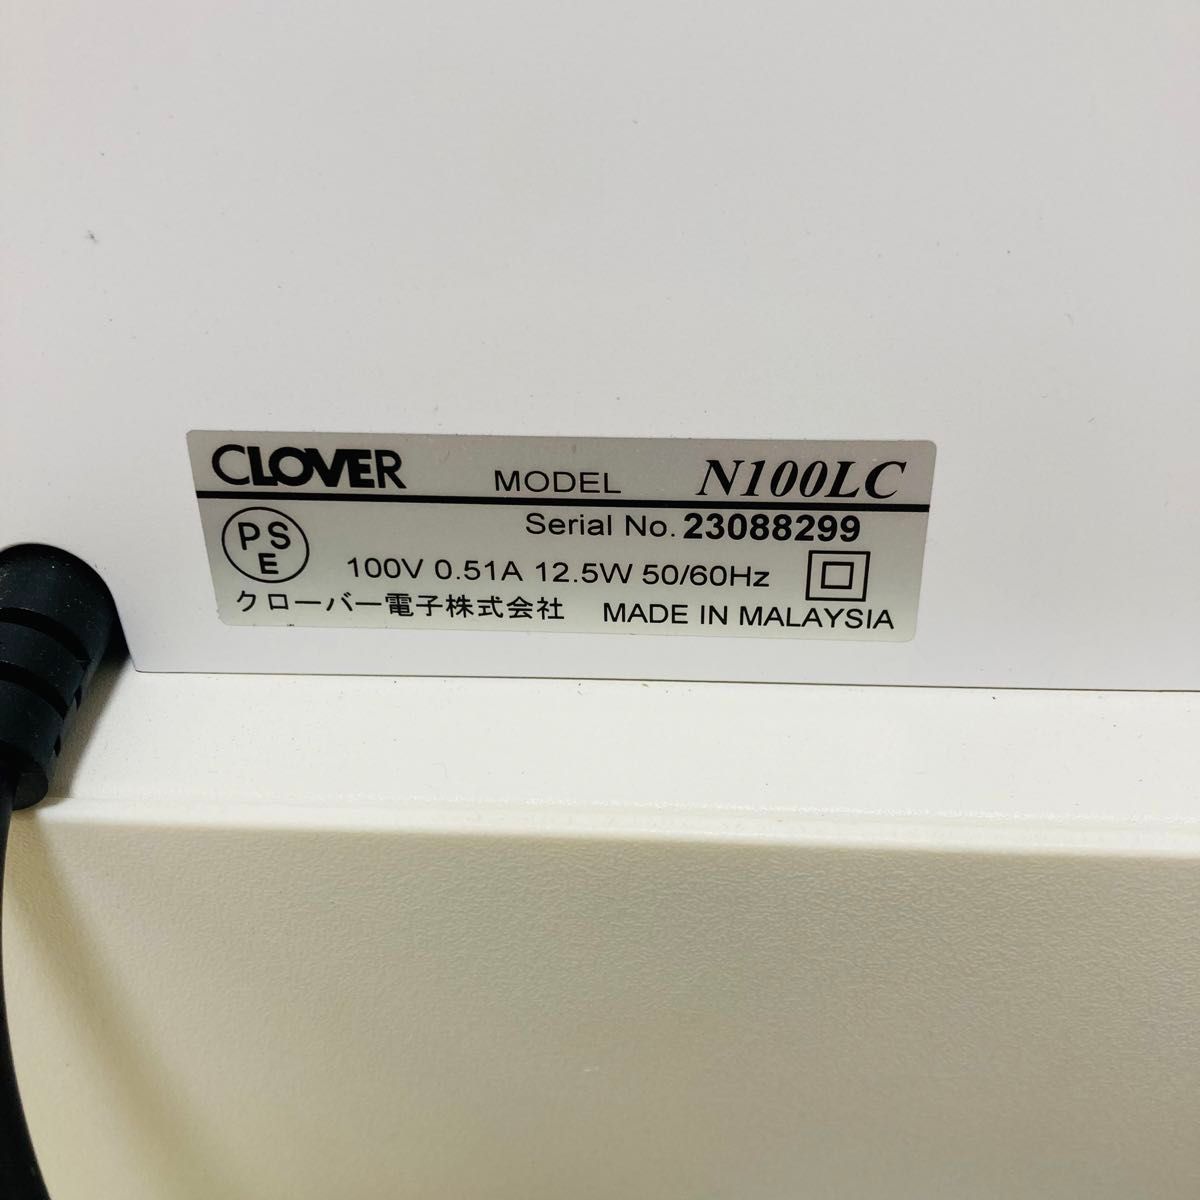 CLOVER MODEL N100LC
Serial No. 23088299
PSE
100V 0.51A 12.5W 50/60Hz
クローバー電子株式会社 MADE IN MALAYSIA